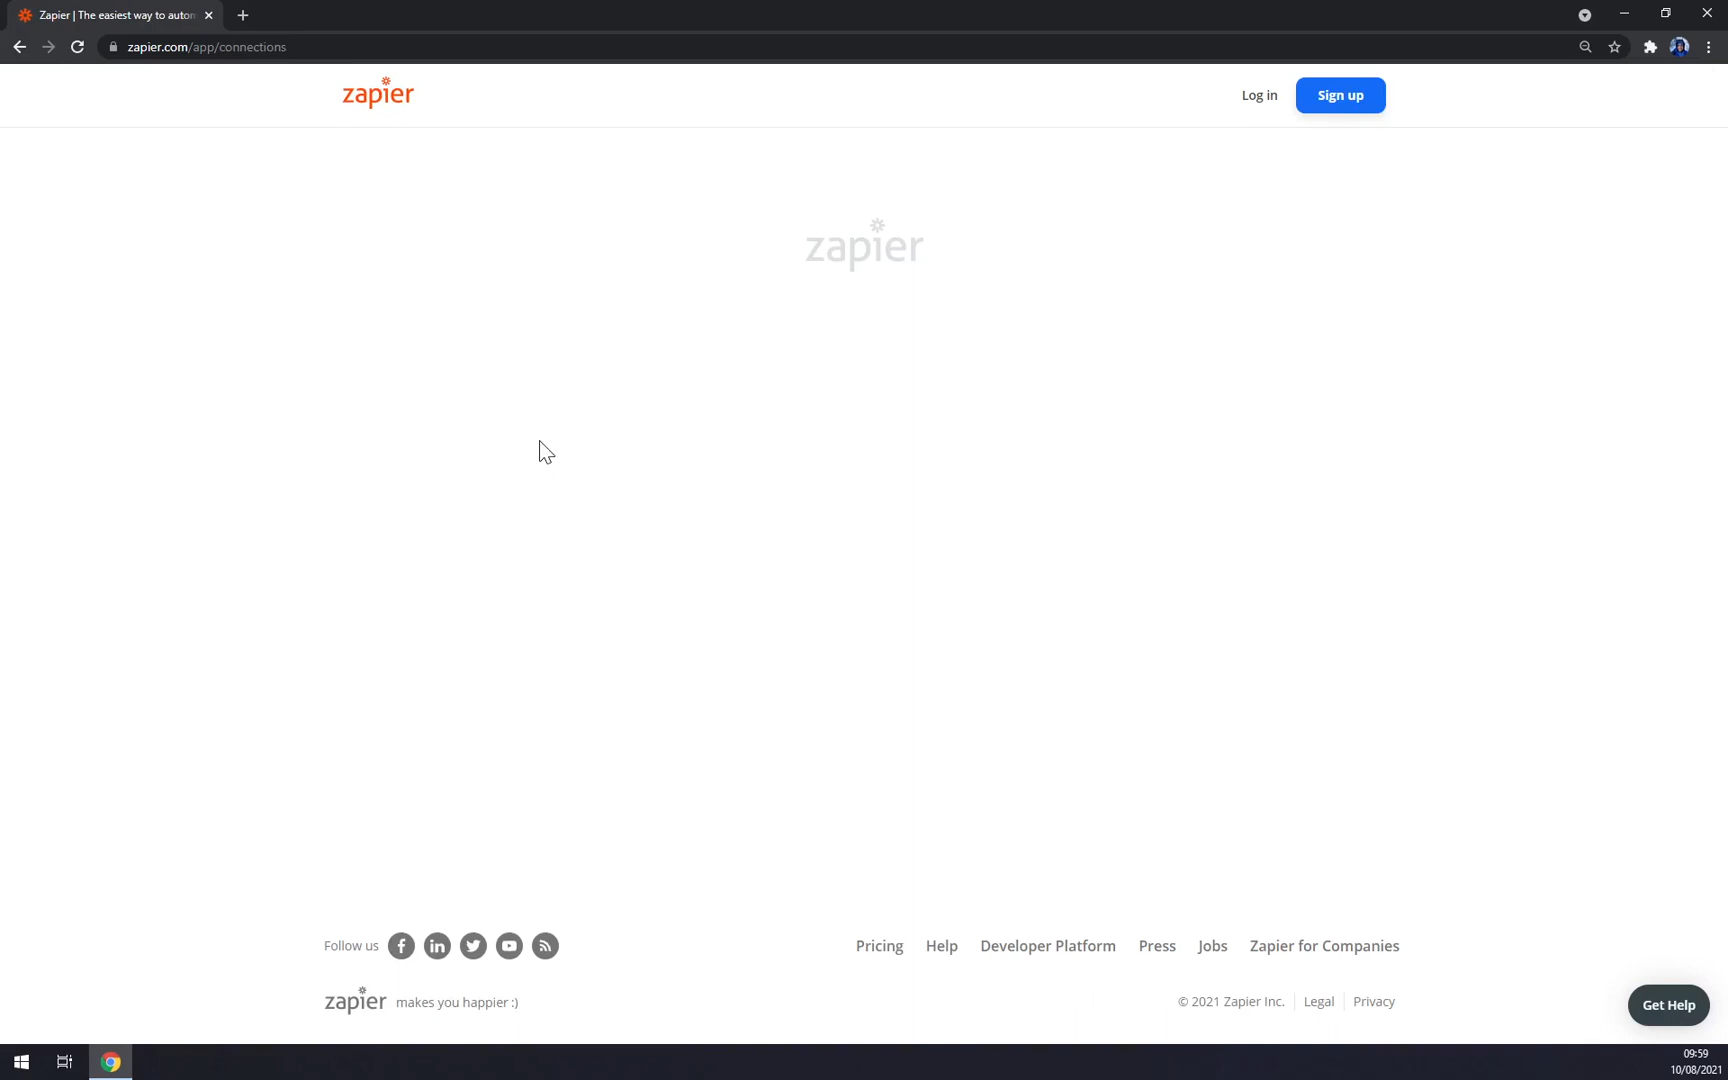 Zapier | The easiest way to autom
zapier.com/app/connections
zapier
Log in
Sign up
zapier
Follow us
Pricing
Help
Developer Platform
Press
Jobs
Zapier for Companies
zapier makes you happier :)
© 2021 Zapier Inc.
Legal
Privacy
Get Help
09:59
10/08/2021